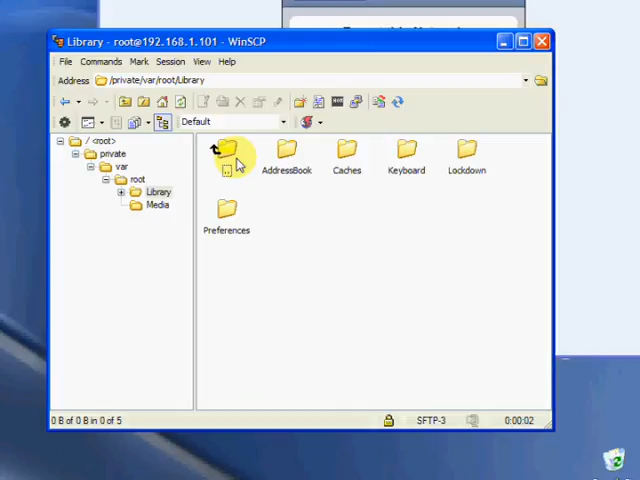 Library - root@192.168.1.101 - WinSCP
File Commands Mark Session View Help
Address /private/var/root/Library
Default
/ <root>
private
var
root
Library
Media
..
AddressBook
Caches
Keyboard
Lockdown
Preferences
0 B of 0 B in 0 of 5
SFTP-3
0:00:02